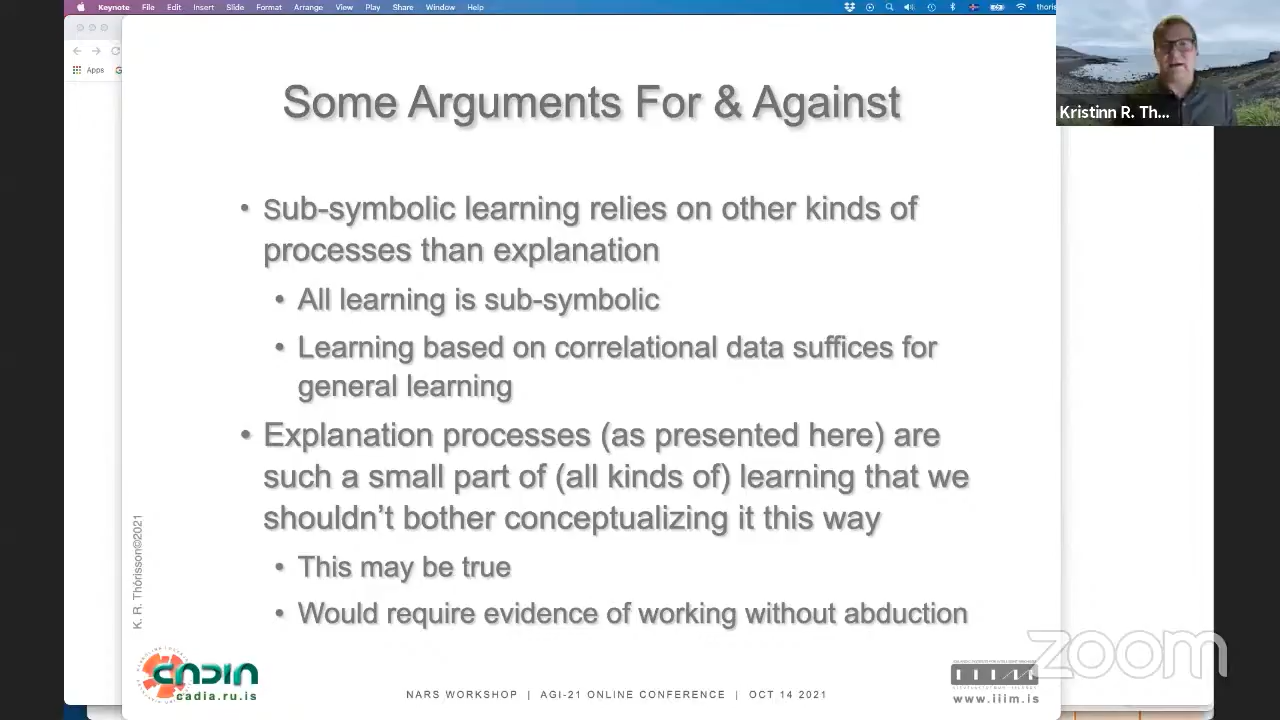 Keynote File Edit Insert Slide Format Arrange View Play Share Window Help
Apps
Kristinn R. Th...
Some Arguments For & Against
• Sub-symbolic learning relies on other kinds of
processes than explanation
• All learning is sub-symbolic
• Learning based on correlational data suffices for
general learning
• Explanation processes (as presented here) are
such a small part of (all kinds of) learning that we
shouldn't bother conceptualizing it this way
• This may be true
• Would require evidence of working without abduction
K. R. Thórisson©2021
CADIA
cadia.ru.is
NARS WORKSHOP | AGI-21 ONLINE CONFERENCE | OCT 14 2021
www.iiim.is
zoom